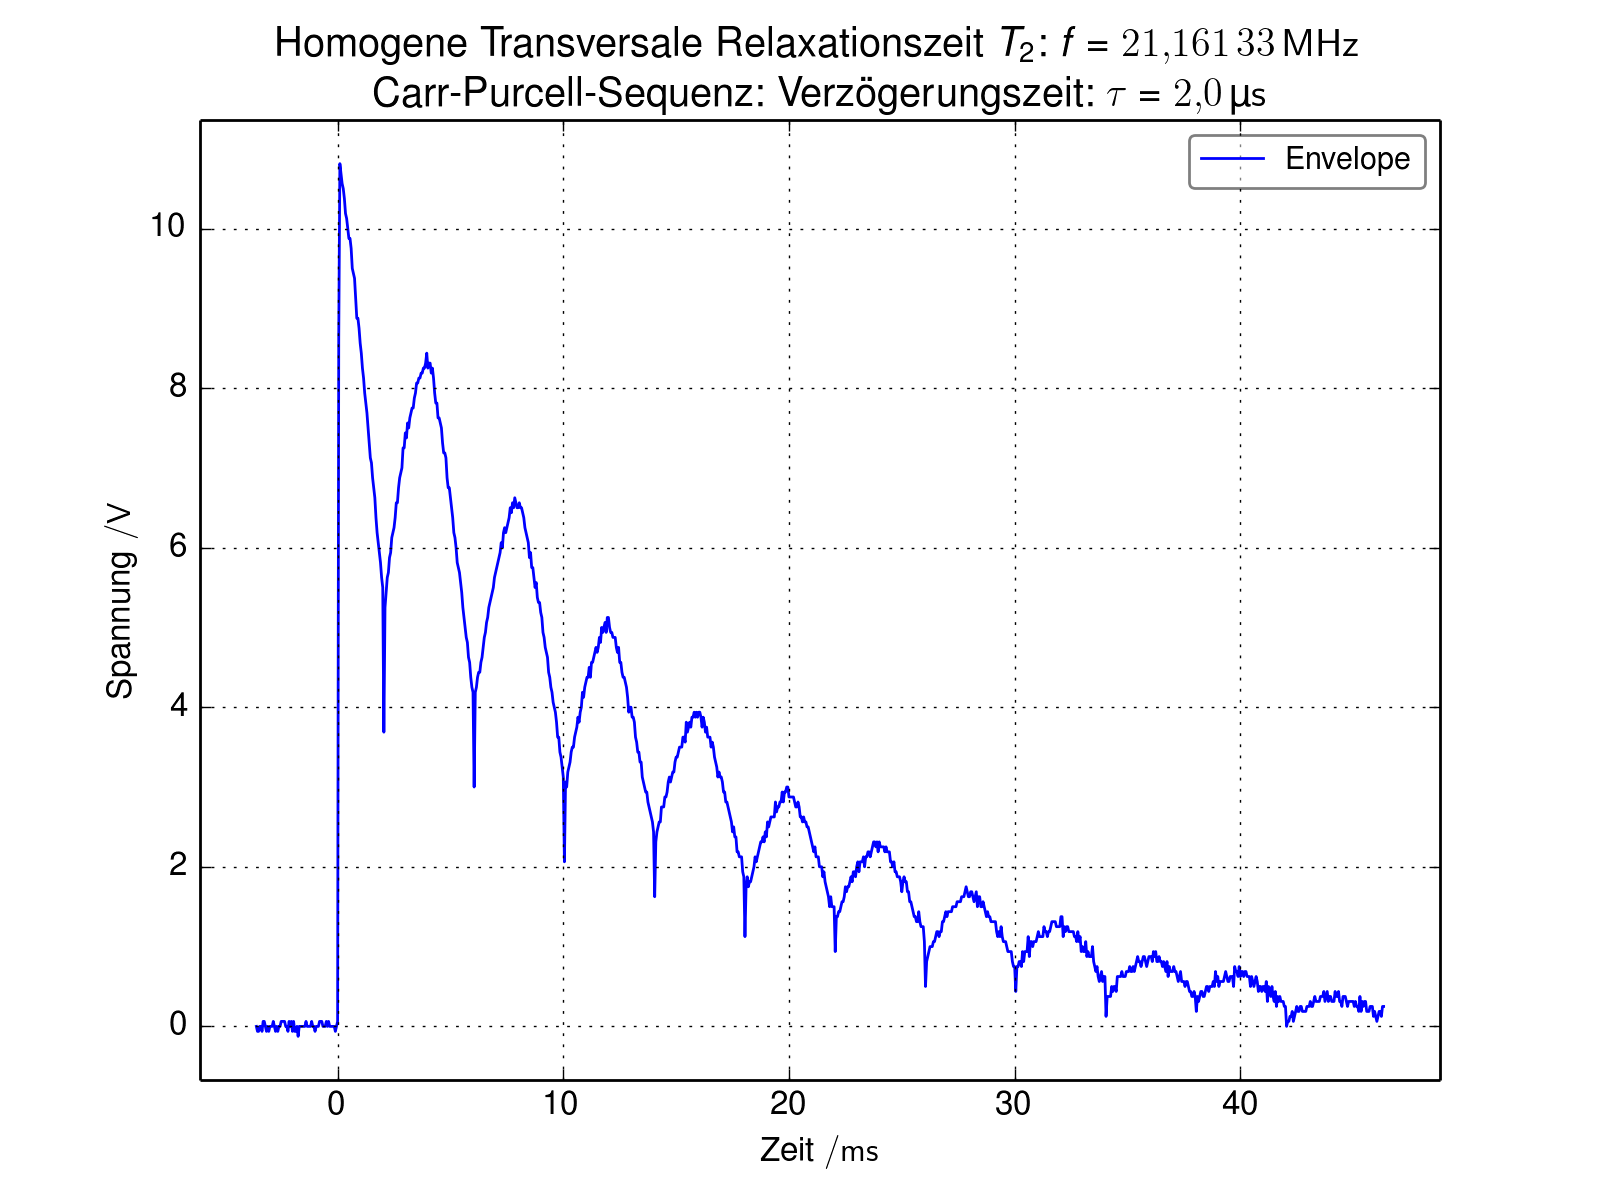 Homogene Transversale Relaxationszeit T₂: f = 21,161 33 MHz
Carr-Purcell-Sequenz: Verzögerungszeit: τ = 2,0 µs
Envelope
10
8
6
4
2
0
Spannung /V
0 10 20 30 40
Zeit /ms